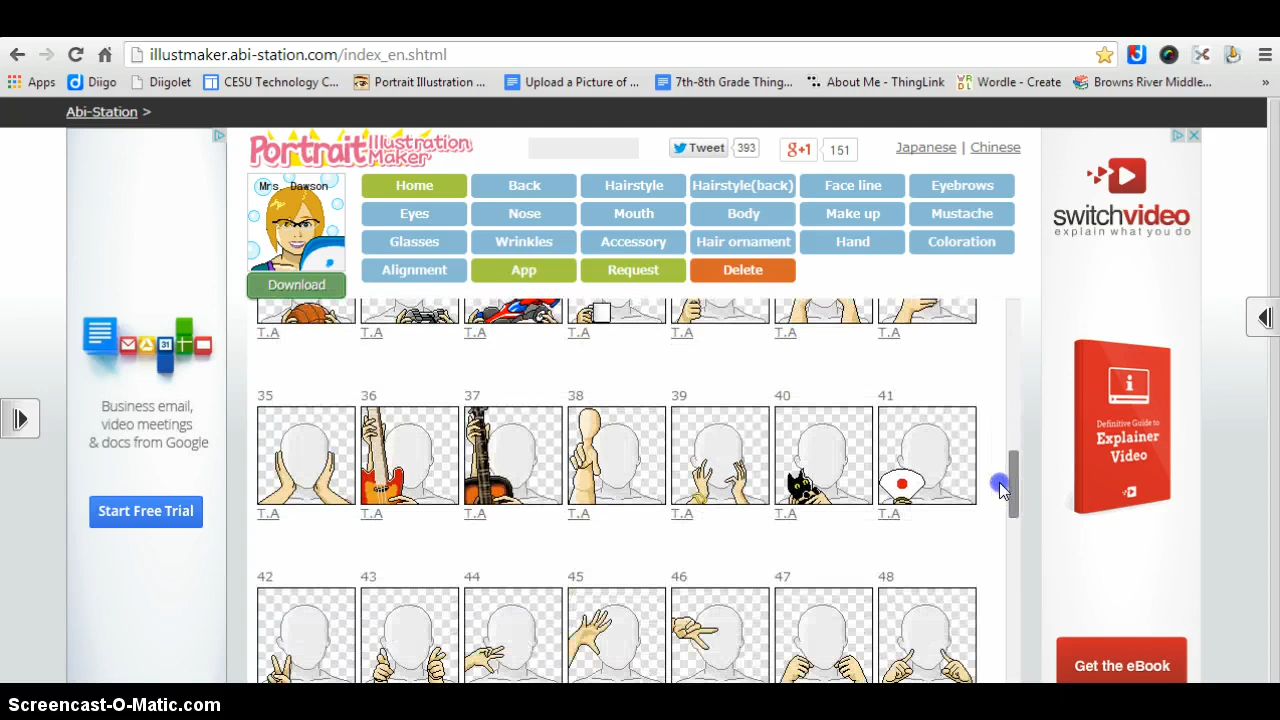 illustmaker.abi-station.com/index_en.shtml
Apps Diigo Diigolet CESU Technology C... Portrait Illustration ... Upload a Picture of ... 7th-8th Grade Thing... About Me - ThingLink Wordle - Create Browns River Middle... »
Abi-Station >
Portrait Illustration Maker
Tweet 393 g+1 151 Japanese | Chinese
Mrs. Dawson
Download
Home Back Hairstyle Hairstyle(back) Face line Eyebrows
Eyes Nose Mouth Body Make up Mustache
Glasses Wrinkles Accessory Hair ornament Hand Coloration
Alignment App Request Delete
T.A T.A T.A T.A T.A T.A T.A
35 36 37 38 39 40 41
T.A T.A T.A T.A T.A T.A T.A
42 43 44 45 46 47 48
31
Business email,
video meetings
& docs from Google
Start Free Trial
switchvideo
explain what you do
Definitive Guide to
Explainer
Video
Get the eBook
Screencast-O-Matic.com